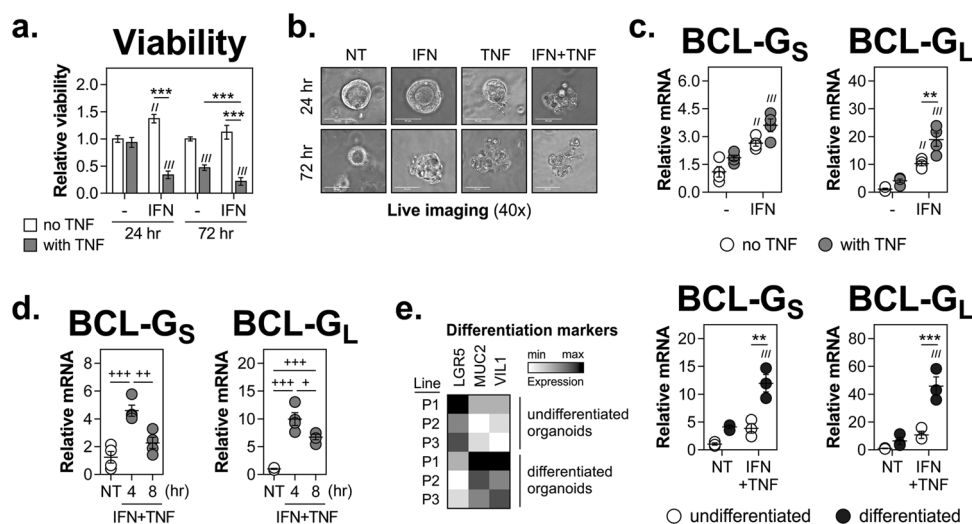 a.
Viability
Relative viability
2.0
1.5
1.0
0.5
0.0
//
***
///
***
***
///
///
- IFN - IFN
24 hr 72 hr
no TNF
with TNF
b.
NT IFN TNF IFN+TNF
24 hr
72 hr
Live imaging (40x)
c.
BCL-GS
Relative mRNA
6.0
4.5
3.0
1.5
0.0
//
///
- IFN
BCL-GL
Relative mRNA
40
30
20
10
0
**
//
///
- IFN
no TNF with TNF
d.
BCL-GS
Relative mRNA
8
6
4
2
0
+++ ++
NT 4 8 (hr)
IFN+TNF
BCL-GL
Relative mRNA
20
15
10
5
0
+++
+++ +
NT 4 8 (hr)
IFN+TNF
e.
Differentiation markers
LGR5
MUC2
VIL1
min max
Expression
Line
P1
P2
P3
undifferentiated
organoids
P1
P2
P3
differentiated
organoids
BCL-GS
Relative mRNA
20
15
10
5
0
**
///
NT IFN
+TNF
BCL-GL
Relative mRNA
80
60
40
20
0
***
///
NT IFN
+TNF
undifferentiated differentiated